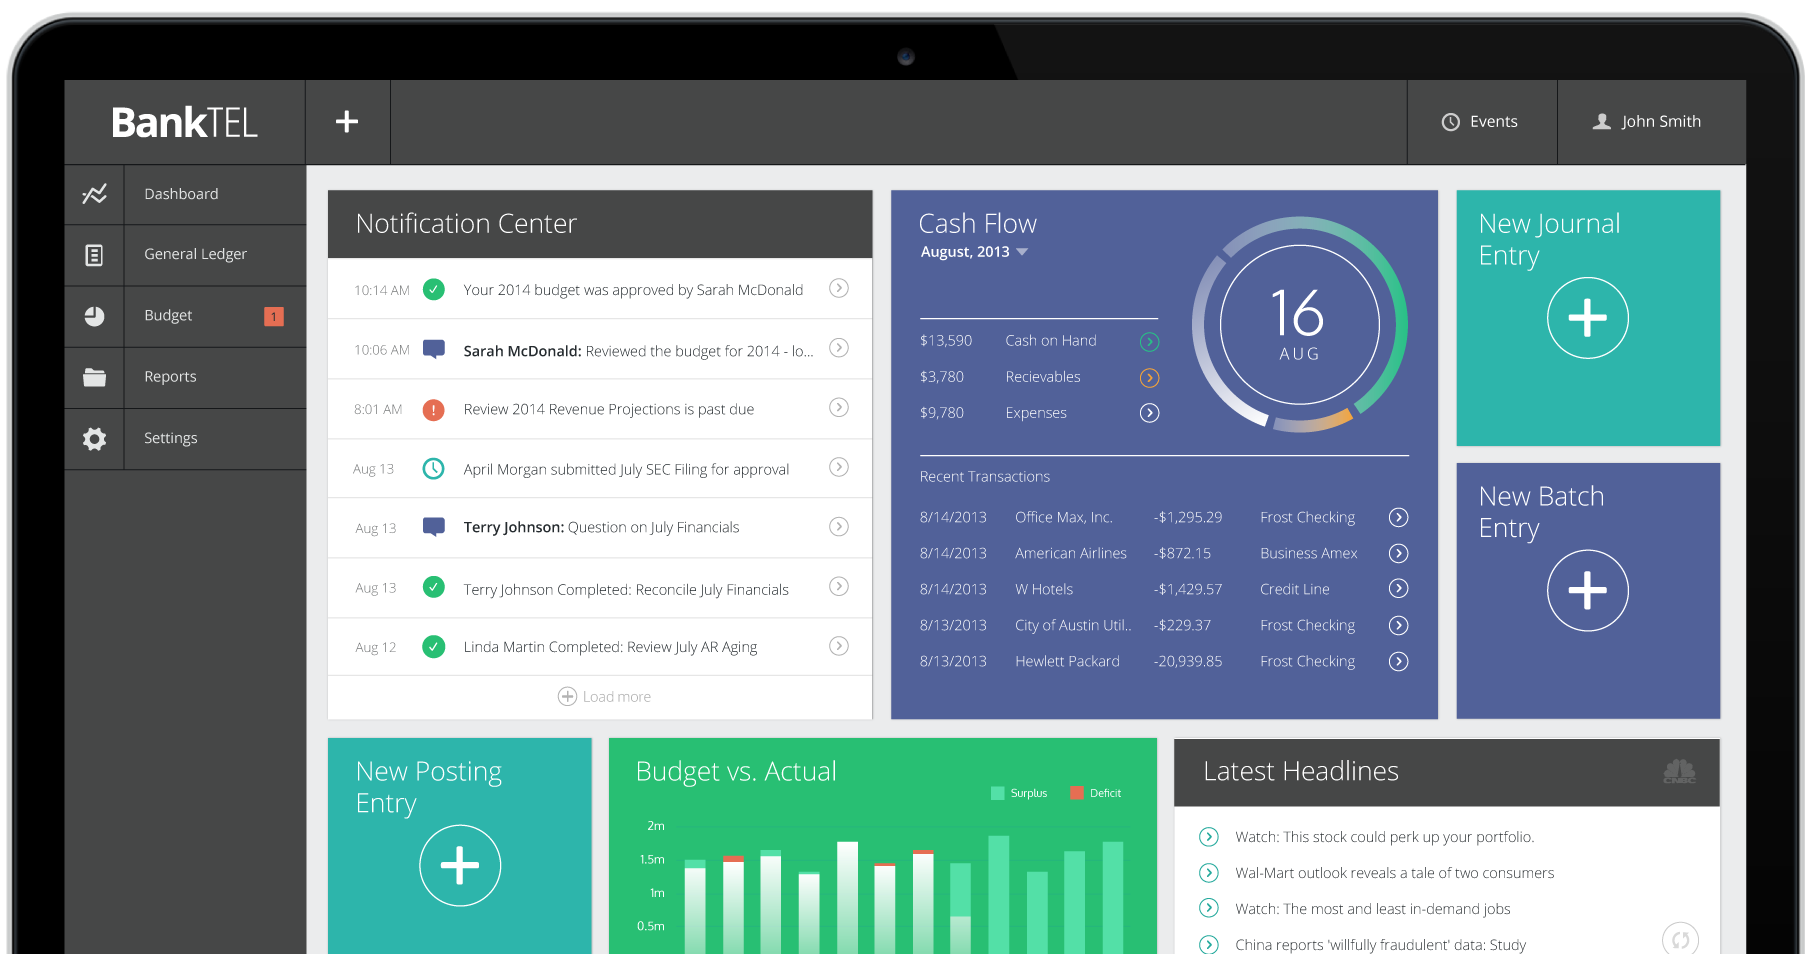 BankTEL
Events
John Smith
Dashboard
General Ledger
Budget 1
Reports
Settings
Notification Center
10:14 AM Your 2014 budget was approved by Sarah McDonald
10:06 AM Sarah McDonald: Reviewed the budget for 2014 - lo...
8:01 AM ! Review 2014 Revenue Projections is past due
Aug 13 April Morgan submitted July SEC Filing for approval
Aug 13 Terry Johnson: Question on July Financials
Aug 13 Terry Johnson Completed: Reconcile July Financials
Aug 12 Linda Martin Completed: Review July AR Aging
Load more
Cash Flow
August, 2013
16
AUG
$13,590 Cash on Hand
$3,780 Recievables
$9,780 Expenses
Recent Transactions
8/14/2013 Office Max, Inc. -$1,295.29 Frost Checking
8/14/2013 American Airlines -$872.15 Business Amex
8/14/2013 W Hotels -$1,429.57 Credit Line
8/13/2013 City of Austin Util.. -$229.37 Frost Checking
8/13/2013 Hewlett Packard -20,939.85 Frost Checking
New Journal
Entry
New Batch
Entry
New Posting
Entry
Budget vs. Actual
Surplus Deficit
2m
1.5m
1m
0.5m
Latest Headlines
CNBC
Watch: This stock could perk up your portfolio.
Wal-Mart outlook reveals a tale of two consumers
Watch: The most and least in-demand jobs
China reports 'willfully fraudulent' data: Study